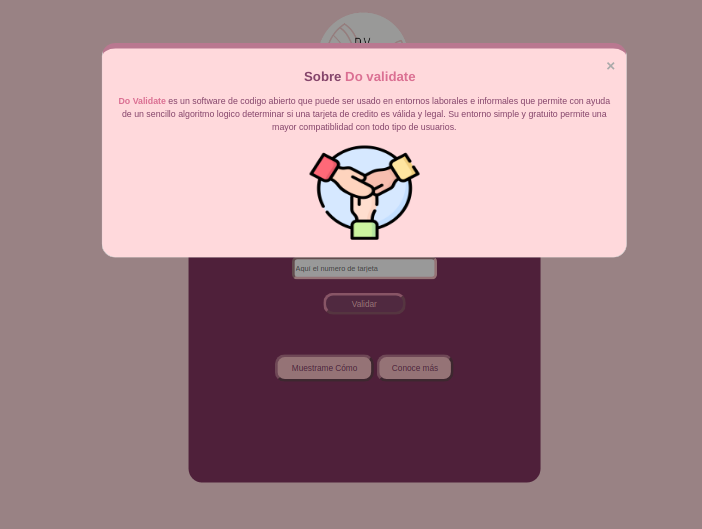 D V
×
Sobre Do validate
Do Validate es un software de codigo abierto que puede ser usado en entornos laborales e informales que permite con ayuda
de un sencillo algoritmo logico determinar si una tarjeta de credito es válida y legal. Su entorno simple y gratuito permite una
mayor compatiblidad con todo tipo de usuarios.
Aqui el numero de tarjeta
Validar
Muestrame Cómo
Conoce más